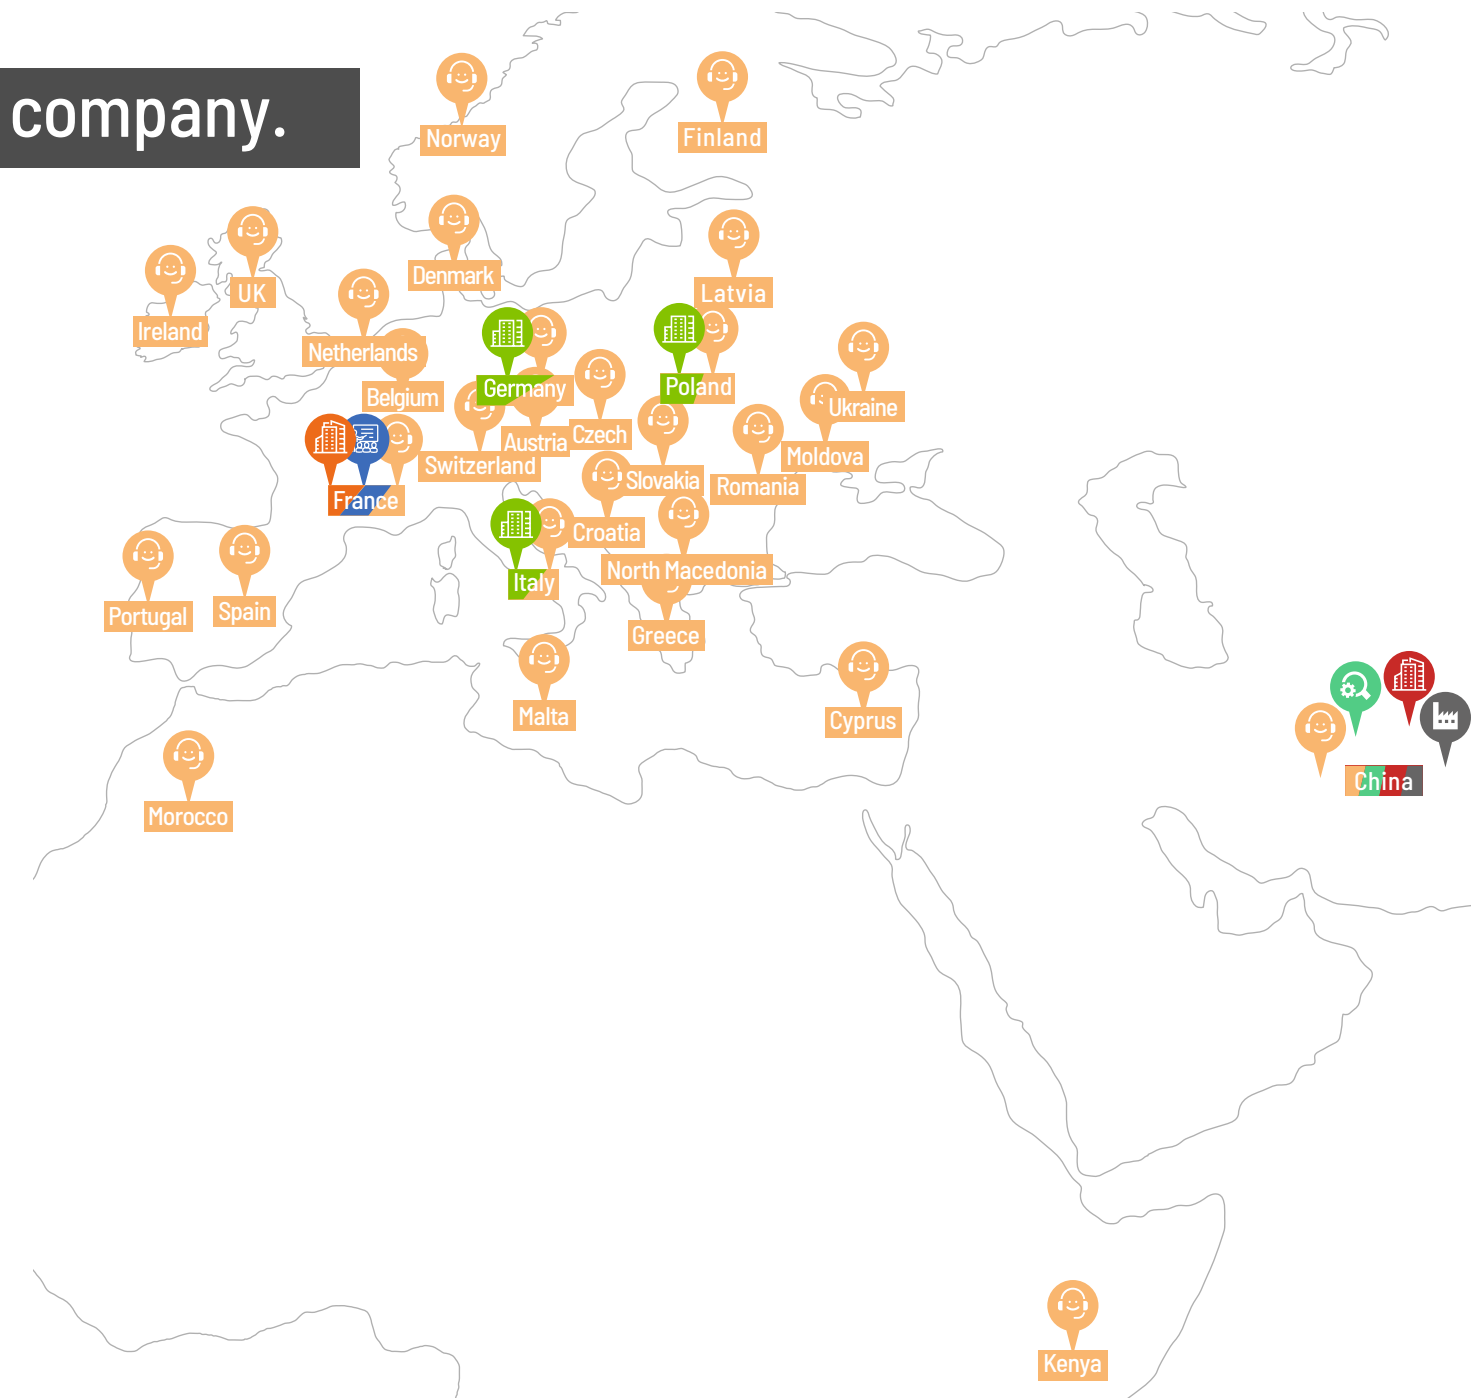 company.
Norway
Finland
Denmark
Latvia
UK
Ireland
Netherlands
Belgium
Germany
Poland
Ukraine
Austria
Czech
Switzerland
Moldova
Slovakia
Romania
France
Croatia
North Macedonia
Italy
Portugal
Spain
Greece
Malta
Cyprus
China
Morocco
Kenya